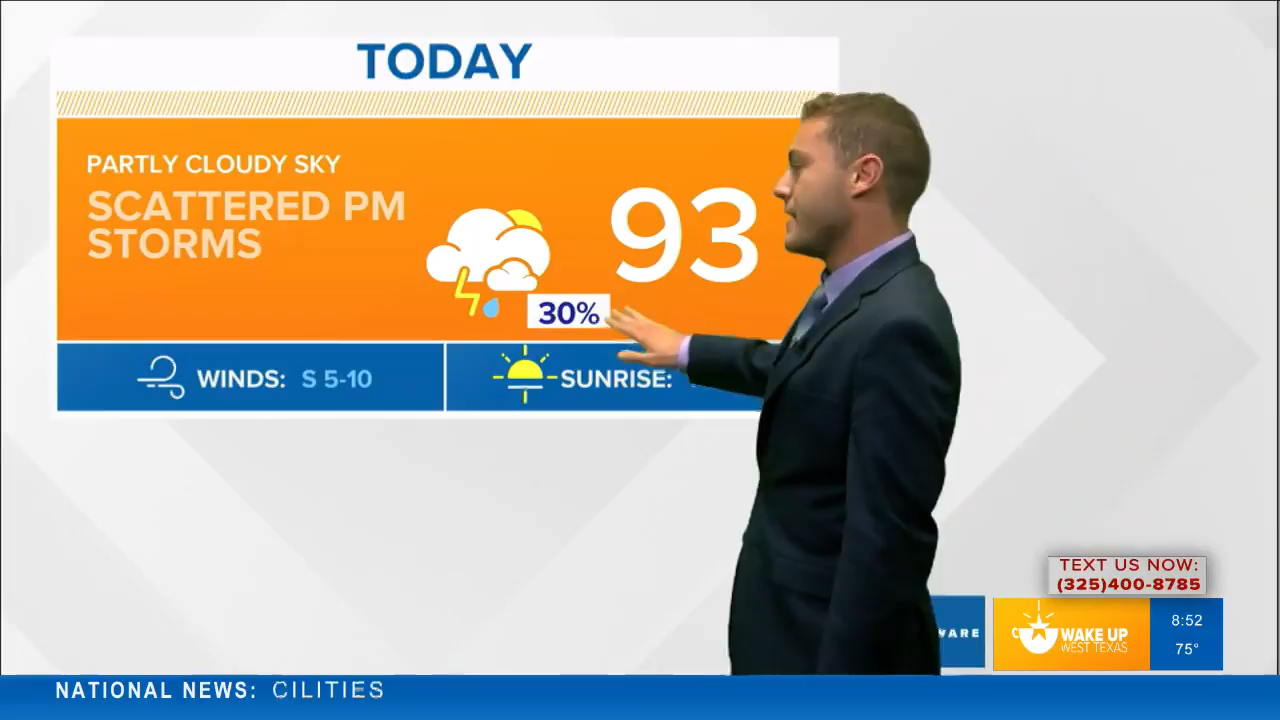 TODAY
PARTLY CLOUDY SKY
SCATTERED PM
STORMS
93
30%
WINDS: S 5-10
SUNRISE:
TEXT US NOW:
(325)400-8785
WARE
WAKE UP
WEST TEXAS
8:52
75°
NATIONAL NEWS: CILITIES